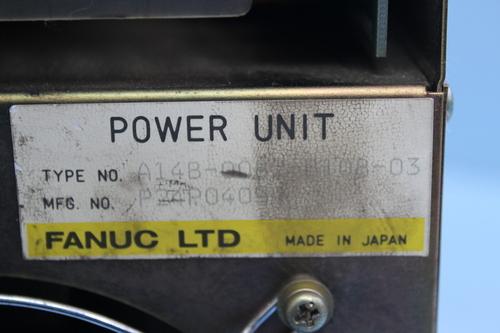 POWER UNIT
TYPE NO.
MFG. NO.
FANUC LTD MADE IN JAPAN